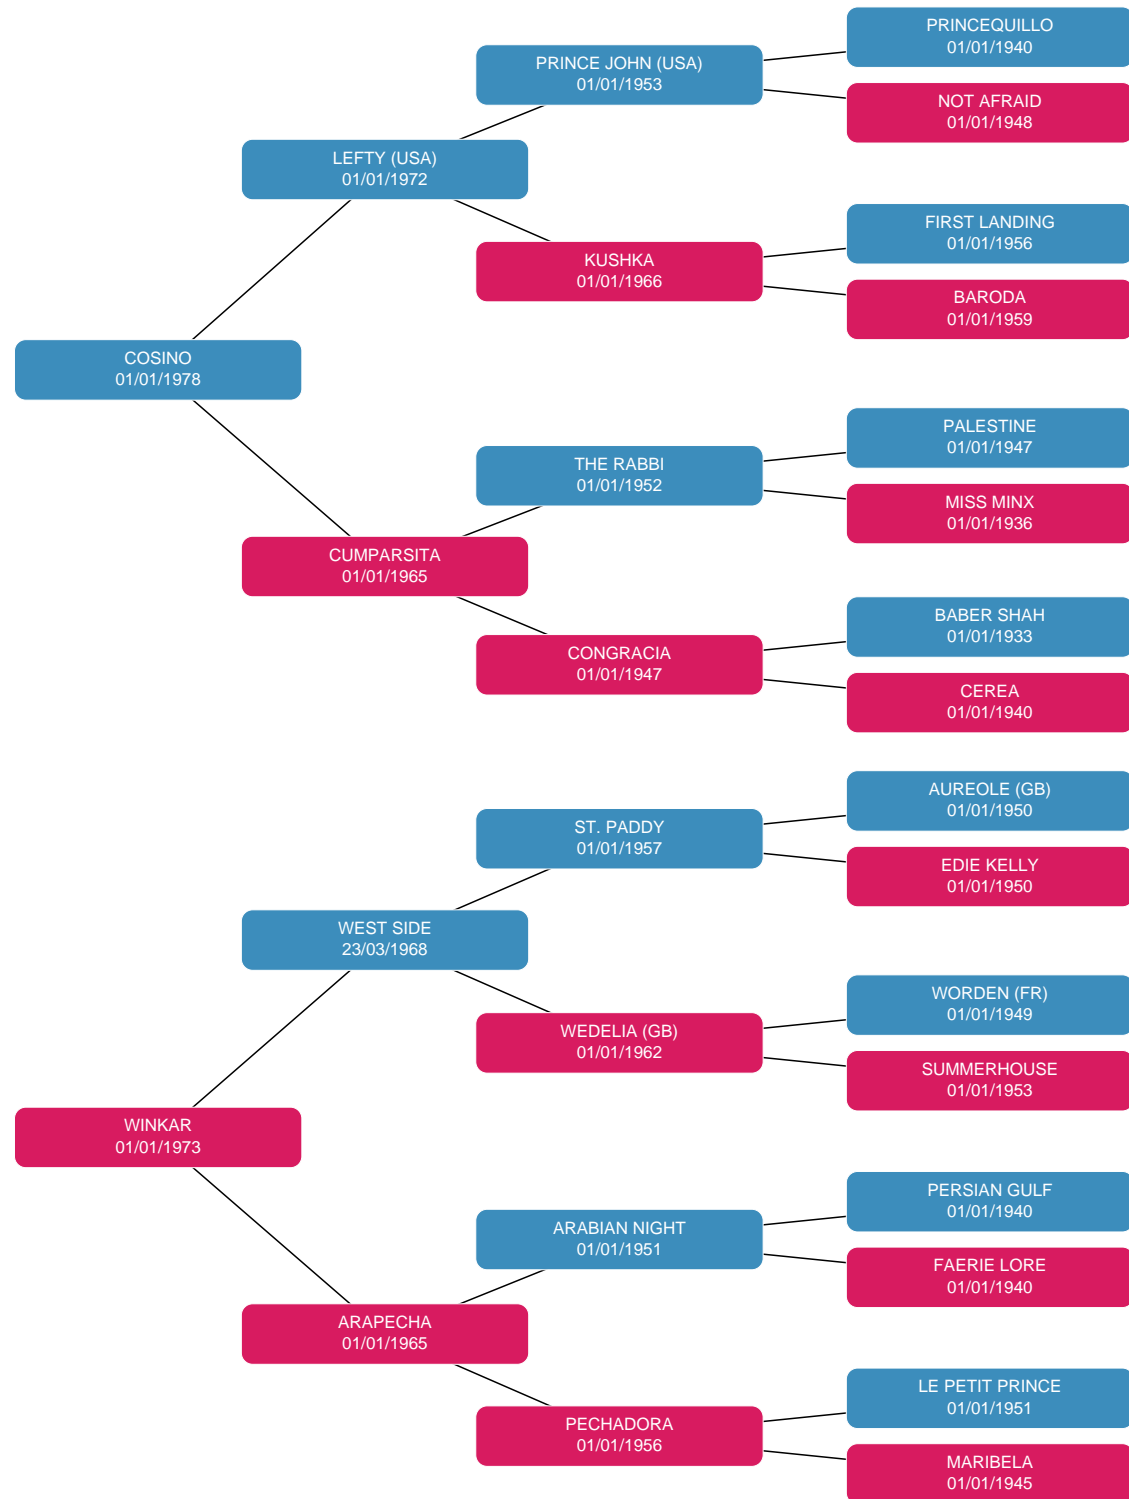 PRINCEQUILLO
01/01/1940
PRINCE JOHN (USA)
01/01/1953
NOT AFRAID
01/01/1948
LEFTY (USA)
01/01/1972
FIRST LANDING
01/01/1956
KUSHKA
01/01/1966
BARODA
01/01/1959
COSINO
01/01/1978
PALESTINE
01/01/1947
THE RABBI
01/01/1952
MISS MINX
01/01/1936
CUMPARSITA
01/01/1965
BABER SHAH
01/01/1933
CONGRACIA
01/01/1947
CEREA
01/01/1940
AUREOLE (GB)
01/01/1950
ST. PADDY
01/01/1957
EDIE KELLY
01/01/1950
WEST SIDE
23/03/1968
WORDEN (FR)
01/01/1949
WEDELIA (GB)
01/01/1962
SUMMERHOUSE
01/01/1953
WINKAR
01/01/1973
PERSIAN GULF
01/01/1940
ARABIAN NIGHT
01/01/1951
FAERIE LORE
01/01/1940
ARAPECHA
01/01/1965
LE PETIT PRINCE
01/01/1951
PECHADORA
01/01/1956
MARIBELA
01/01/1945